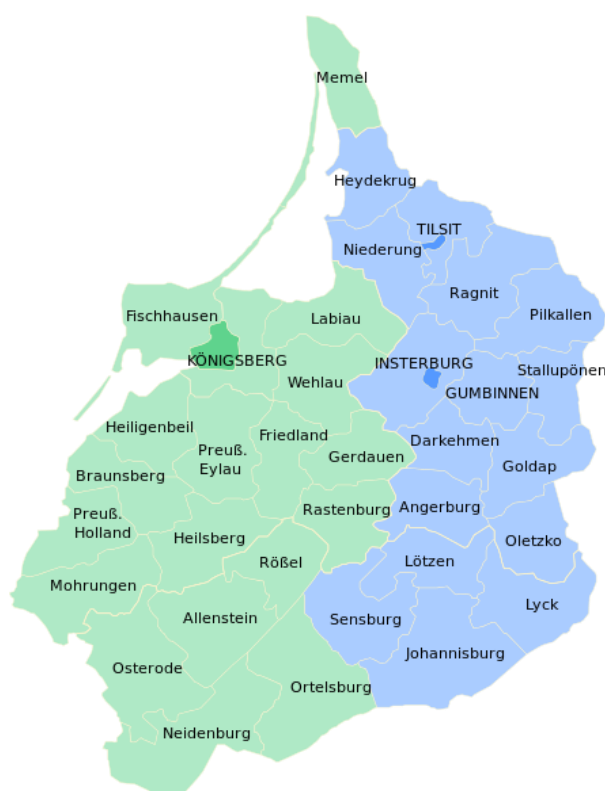 Memel
Heydekrug
TILSIT
Niederung
Ragnit
Fischhausen
Labiau
Pilkallen
KÖNIGSBERG
INSTERBURG
Stallupönen
Wehlau
GUMBINNEN
Heiligenbeil
Friedland
Darkehmen
Preuß.
Eylau
Gerdauen
Goldap
Braunsberg
Preuß.
Holland
Rastenburg
Angerburg
Heilsberg
Oletzko
Rößel
Lötzen
Mohrungen
Lyck
Allenstein
Sensburg
Johannisburg
Osterode
Ortelsburg
Neidenburg